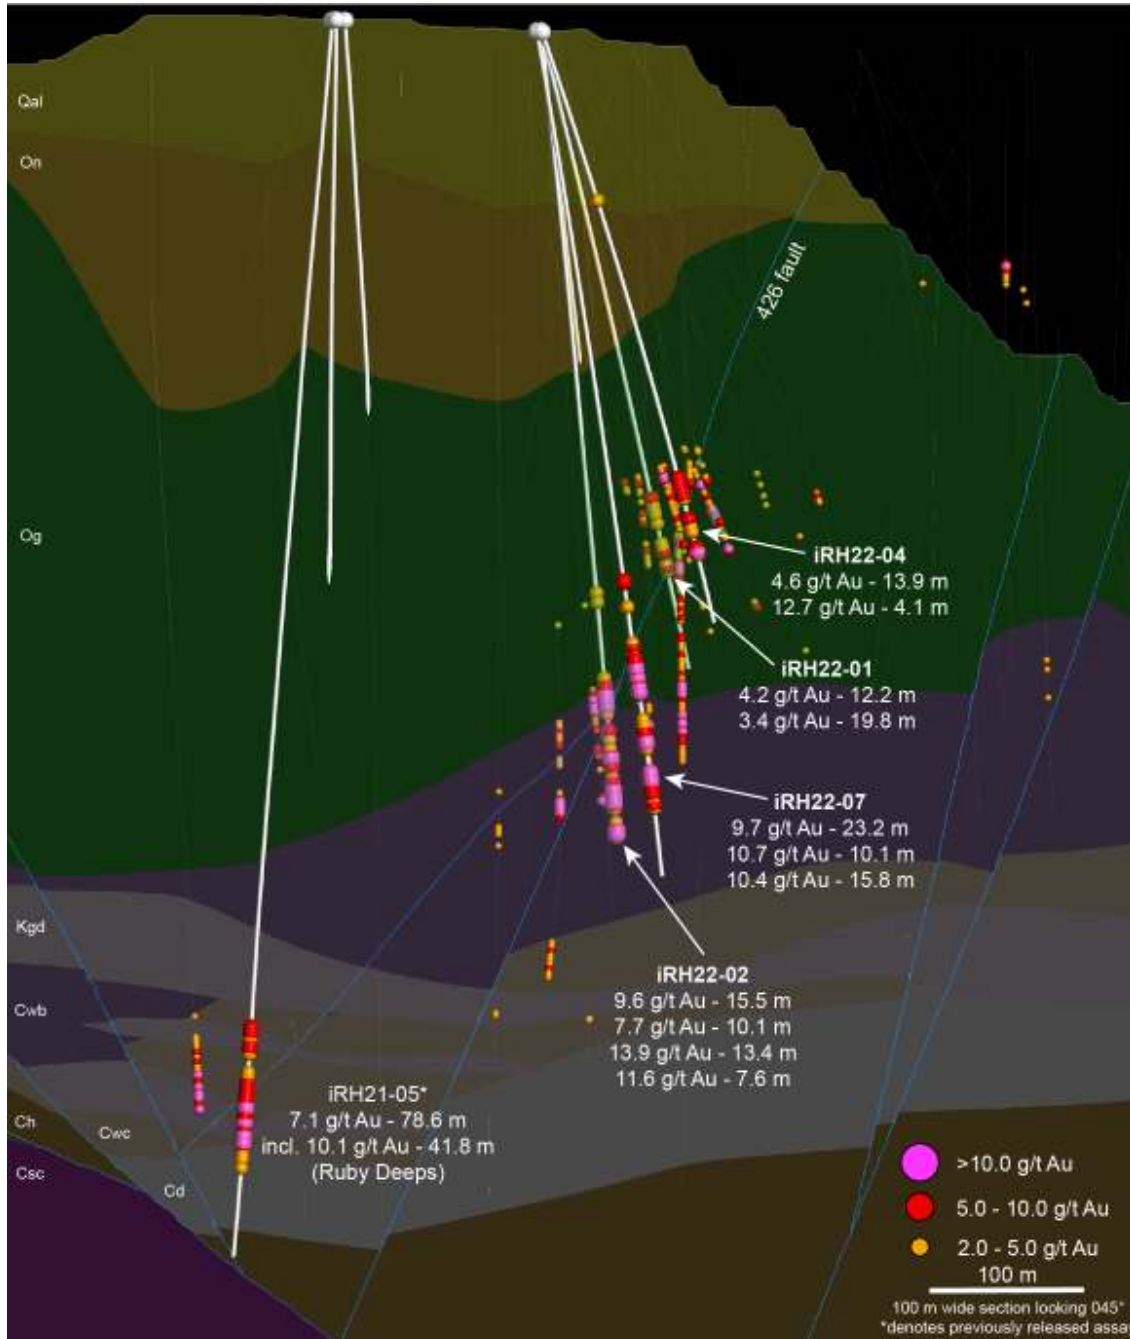 Qal
On
426 fault
Og
iRH22-04
4.6 g/t Au - 13.9 m
12.7 g/t Au - 4.1 m
iRH22-01
4.2 g/t Au - 12.2 m
3.4 g/t Au - 19.8 m
iRH22-07
9.7 g/t Au - 23.2 m
10.7 g/t Au - 10.1 m
10.4 g/t Au - 15.8 m
Kgd
iRH22-02
9.6 g/t Au - 15.5 m
7.7 g/t Au - 10.1 m
13.9 g/t Au - 13.4 m
11.6 g/t Au - 7.6 m
Cwb
iRH21-05*
7.1 g/t Au - 78.6 m
incl. 10.1 g/t Au - 41.8 m
(Ruby Deeps)
Ch
Cwc
Csc
Cd
>10.0 g/t Au
5.0 - 10.0 g/t Au
2.0 - 5.0 g/t Au
100 m
100 m wide section looking 045°
*denotes previously released assa